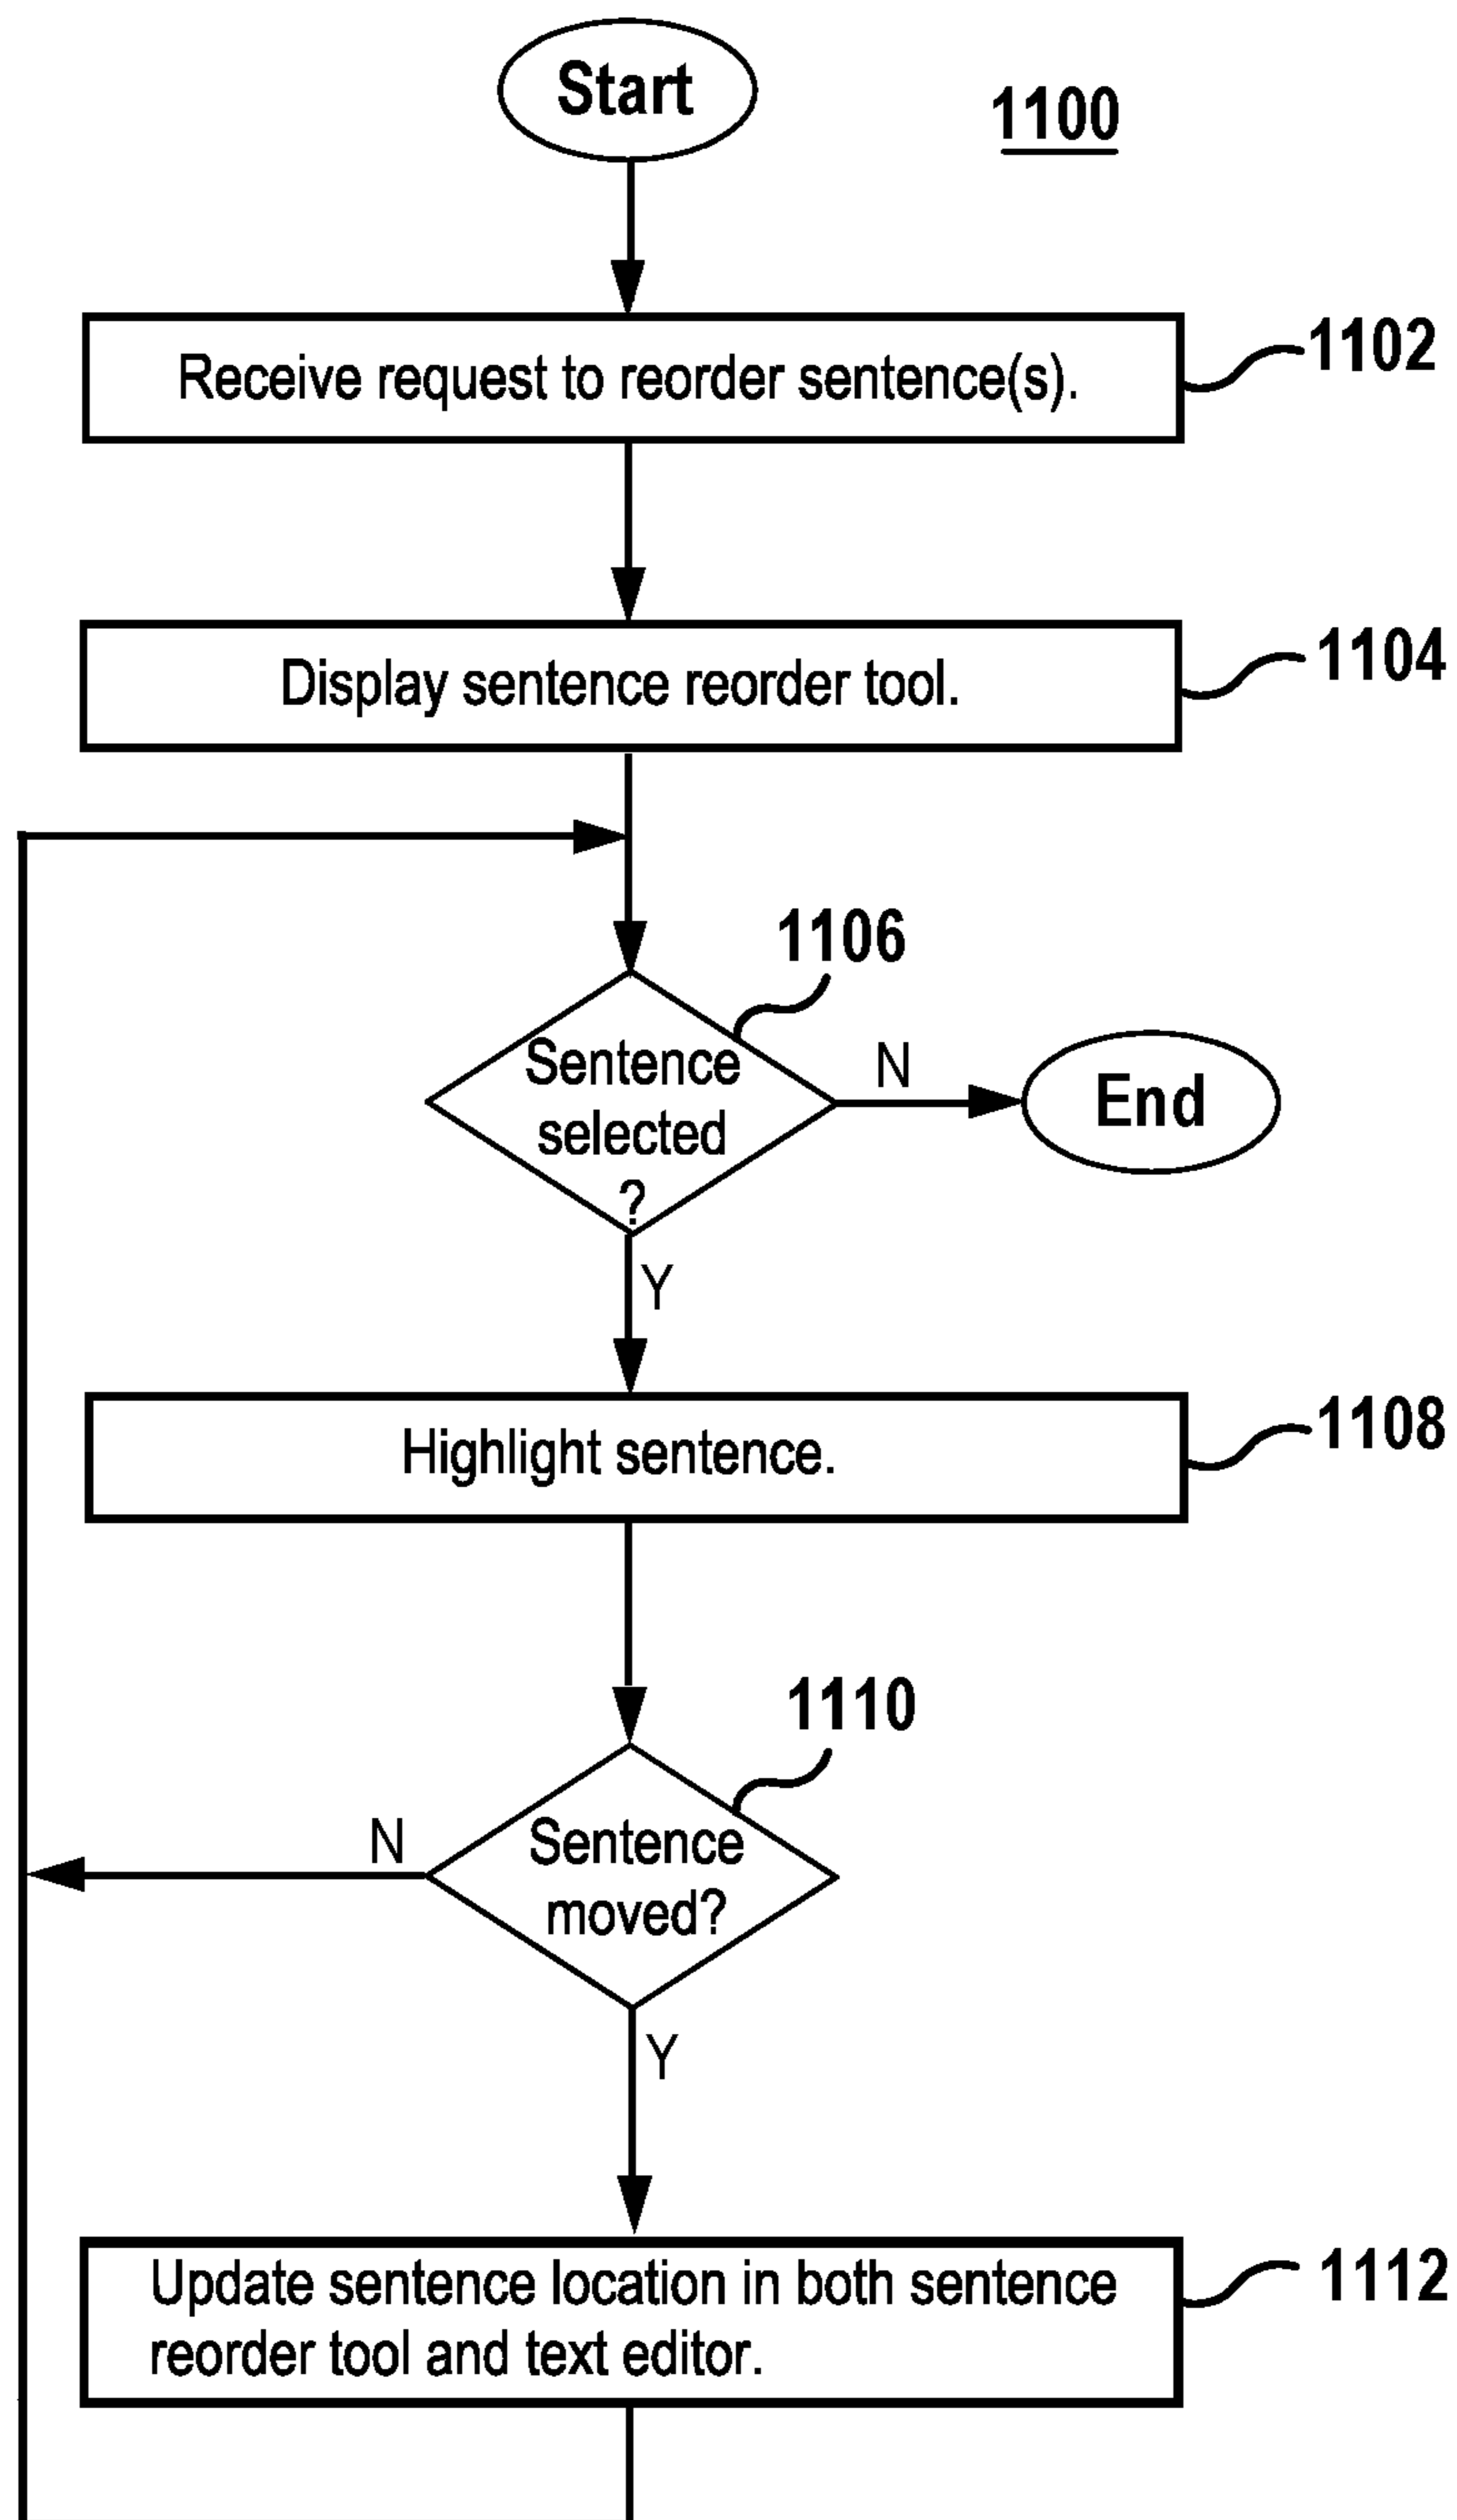 Start
1100
Receive request to reorder sentence(s).
1102
Display sentence reorder tool.
1104
1106
Sentence
selected
?
N
End
Y
Highlight sentence.
1108
1110
Sentence
moved?
N
Y
Update sentence location in both sentence
reorder tool and text editor.
1112